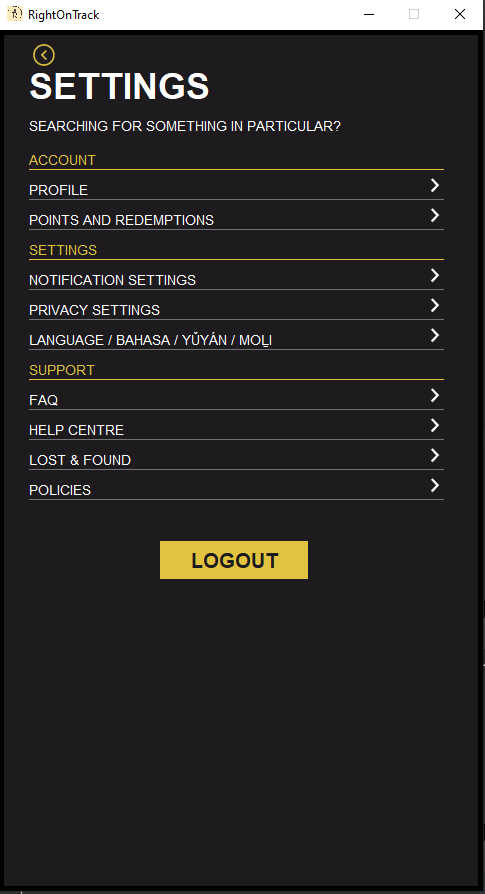 RightOnTrack
SETTINGS
SEARCHING FOR SOMETHING IN PARTICULAR?
ACCOUNT
PROFILE
POINTS AND REDEMPTIONS
SETTINGS
NOTIFICATION SETTINGS
PRIVACY SETTINGS
LANGUAGE / BAHASA / YǓYÁN / MOḺI
SUPPORT
FAQ
HELP CENTRE
LOST & FOUND
POLICIES
LOGOUT